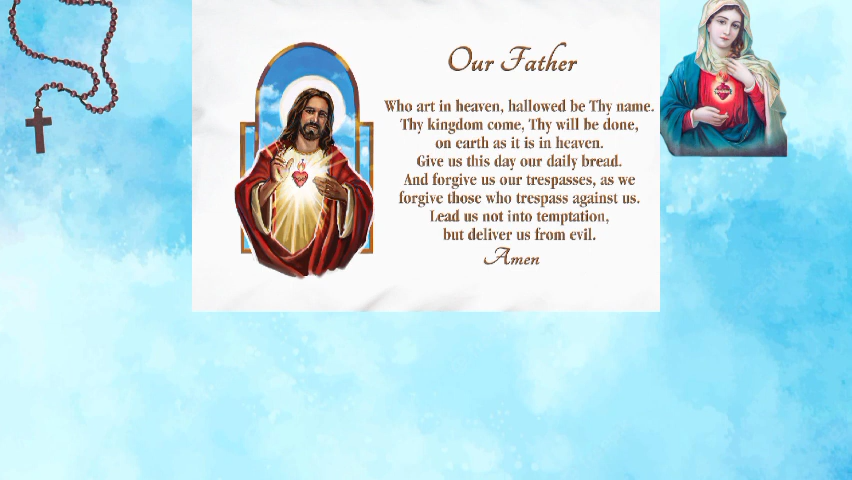 Our Father
Who art in heaven, hallowed be Thy name.
Thy kingdom come, Thy will be done,
on earth as it is in heaven.
Give us this day our daily bread.
And forgive us our trespasses, as we
forgive those who trespass against us.
Lead us not into temptation,
but deliver us from evil.
Amen